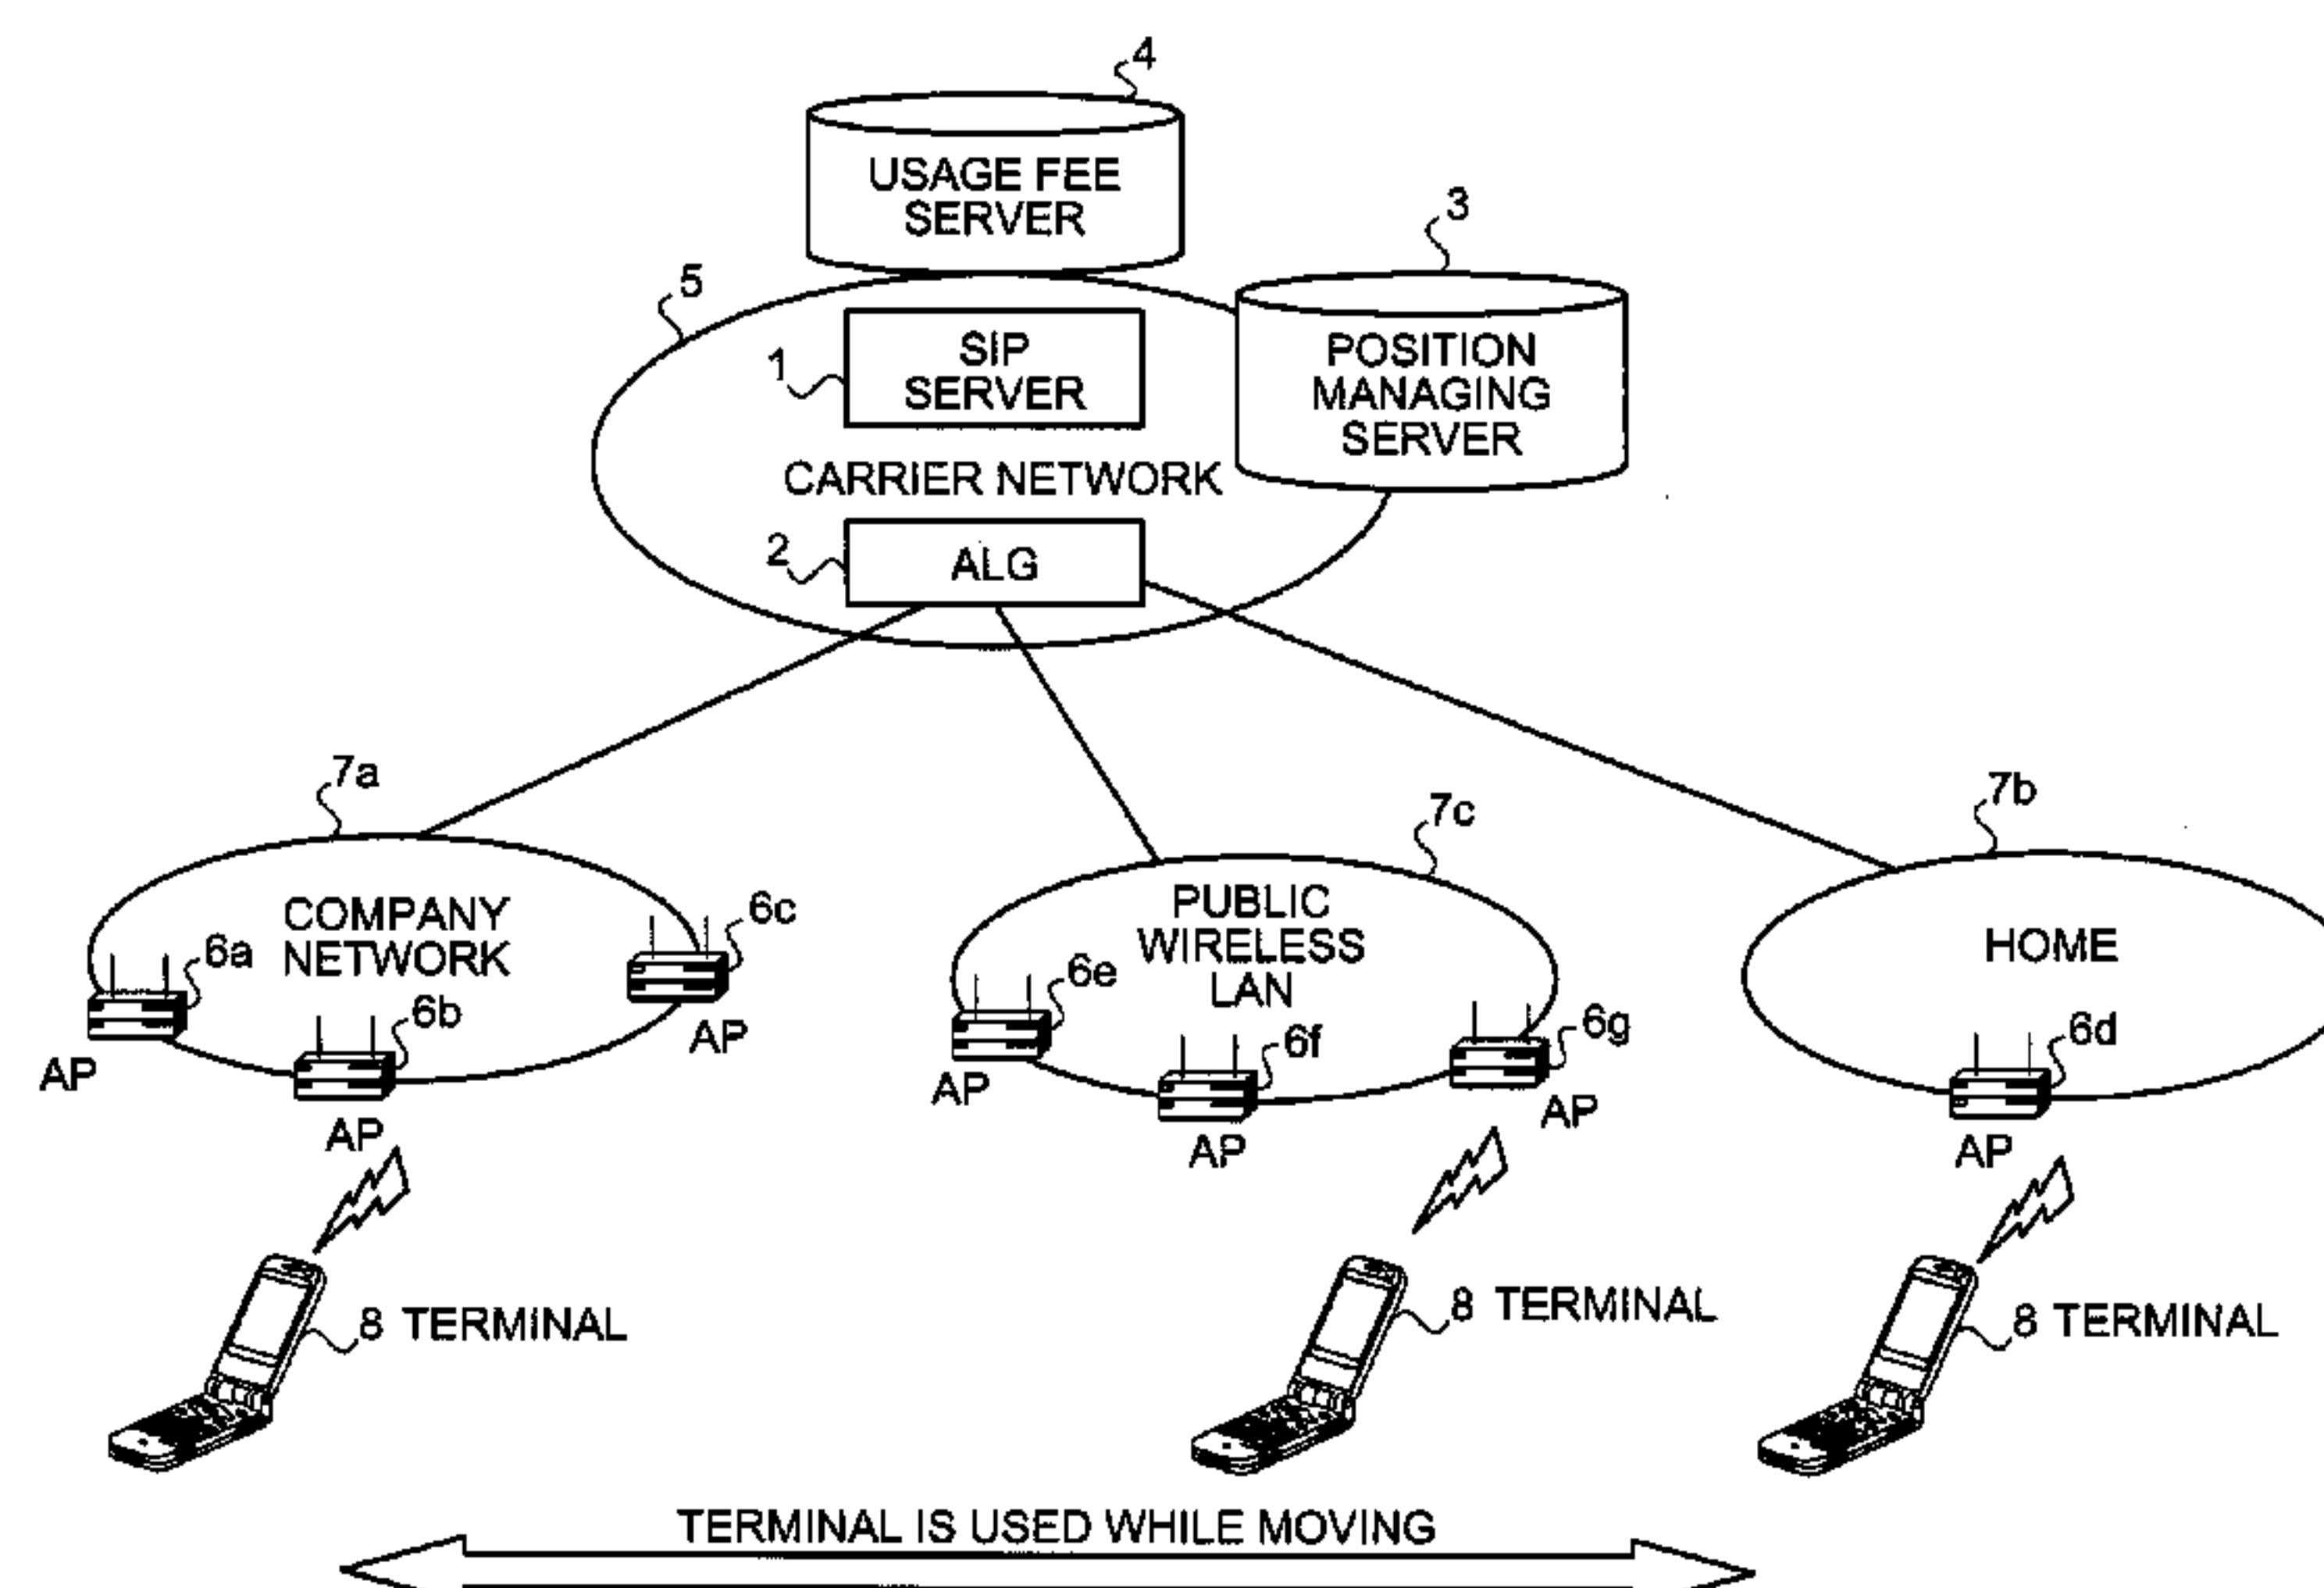 4
USAGE FEE
SERVER
3
5
SIP
SERVER
1
POSITION
MANAGING
SERVER
CARRIER NETWORK
2
ALG
7a
7c
7b
COMPANY
NETWORK
6a
6b
6c
AP
AP
AP
PUBLIC
WIRELESS
LAN
6e
6f
6g
AP
AP
AP
HOME
6d
AP
8 TERMINAL
8 TERMINAL
8 TERMINAL
TERMINAL IS USED WHILE MOVING